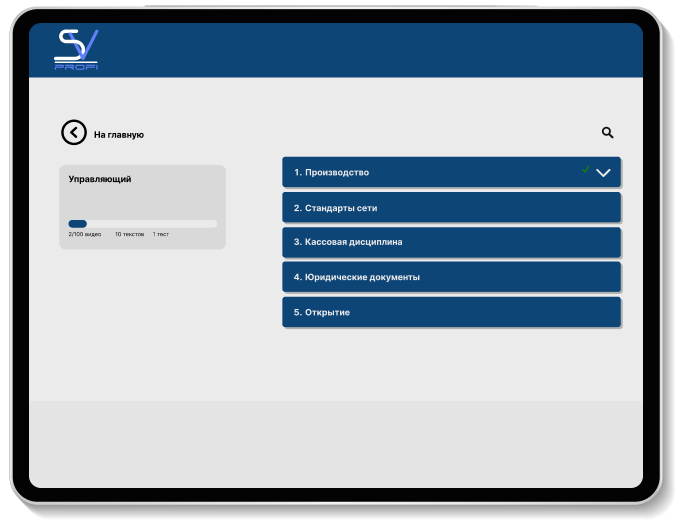 SV
PROFI
На главную
Управляющий
2/100 видео 10 текстов 1 тест
1. Производство
2. Стандарты сети
3. Кассовая дисциплина
4. Юридические документы
5. Открытие